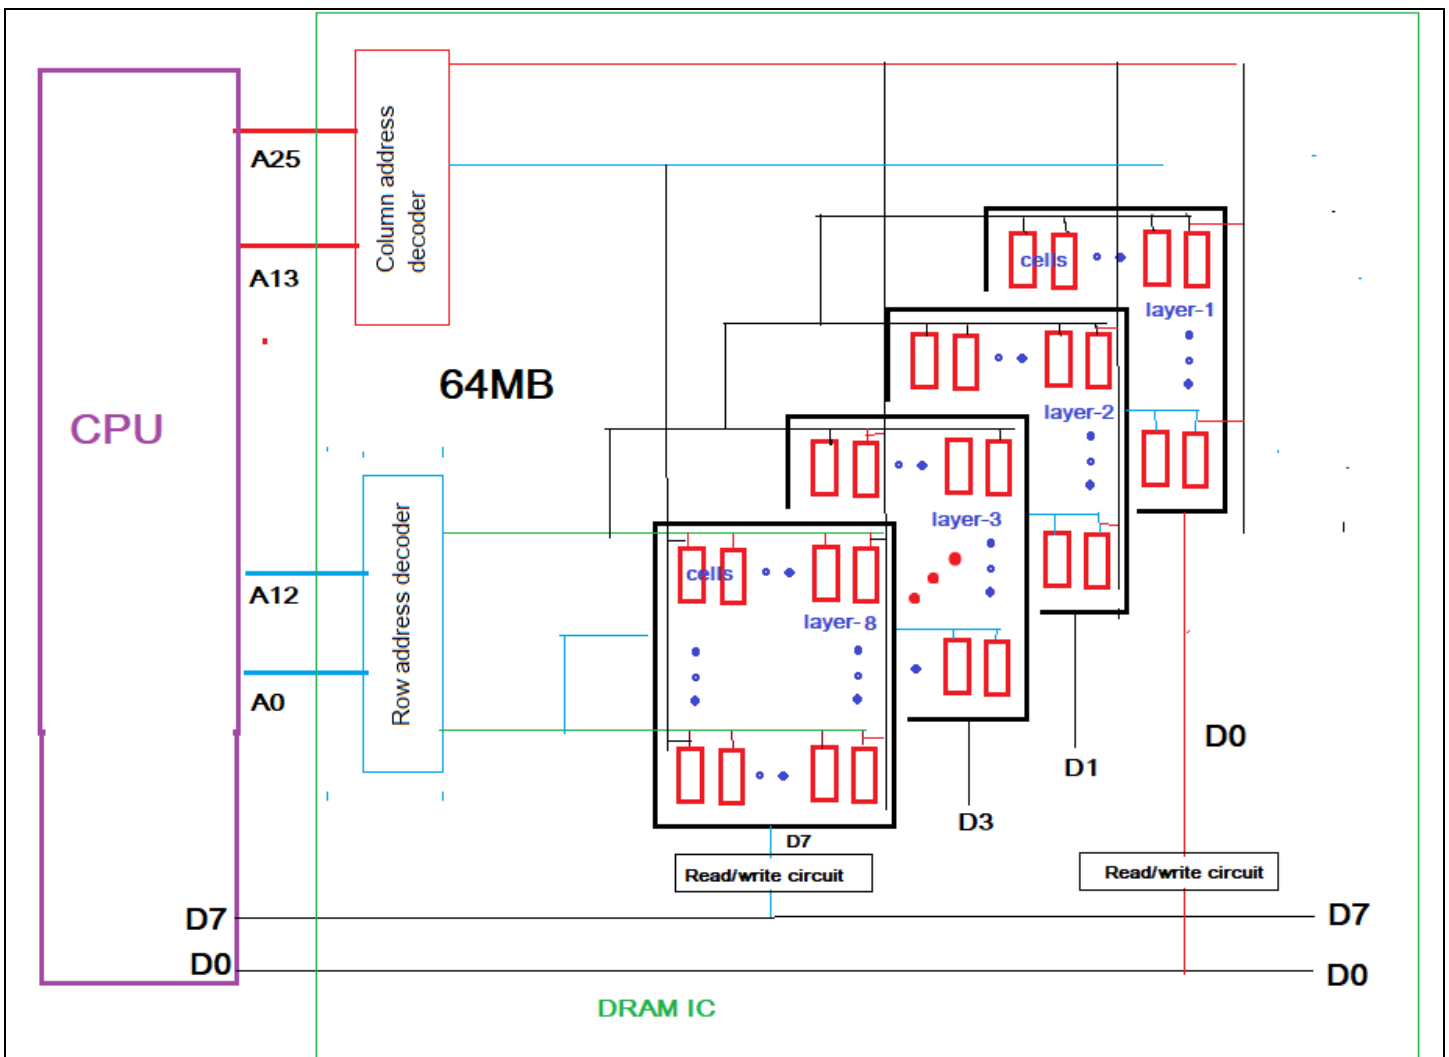 A25
Column address
decoder
A13
cells
layer-1
64MB
CPU
layer-2
layer-3
Row address decoder
cells
A12
layer-8
A0
D0
D1
D3
D7
Read/write circuit
Read/write circuit
D7
D7
D0
D0
DRAM IC